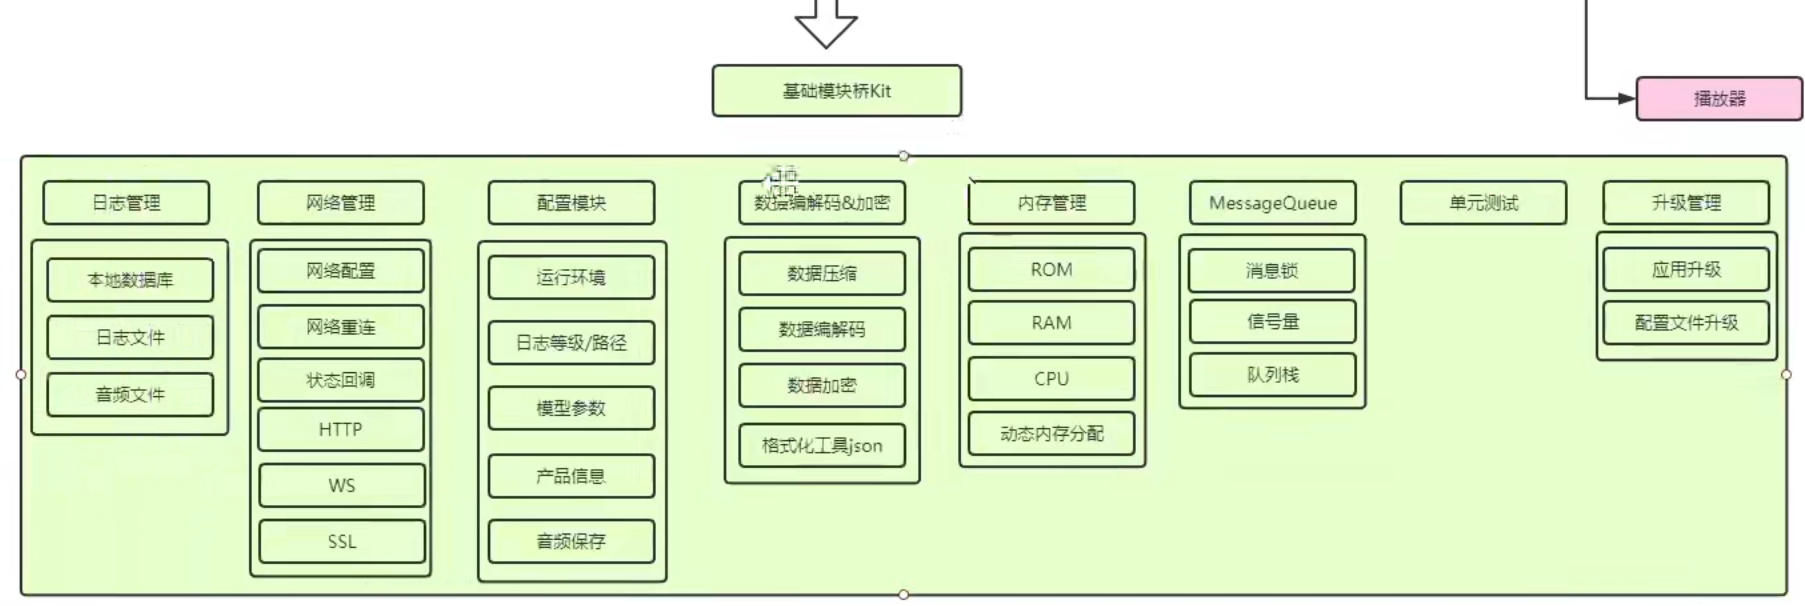 基础模块桥Kit
播放器
日志管理
本地数据库
日志文件
音频文件
网络管理
网络配置
网络重连
状态回调
HTTP
WS
SSL
配置模块
运行环境
日志等级/路径
模型参数
产品信息
音频保存
数据编解码&加密
数据压缩
数据编解码
数据加密
格式化工具json
内存管理
ROM
RAM
CPU
动态内存分配
MessageQueue
消息锁
信号量
队列栈
单元测试
升级管理
应用升级
配置文件升级